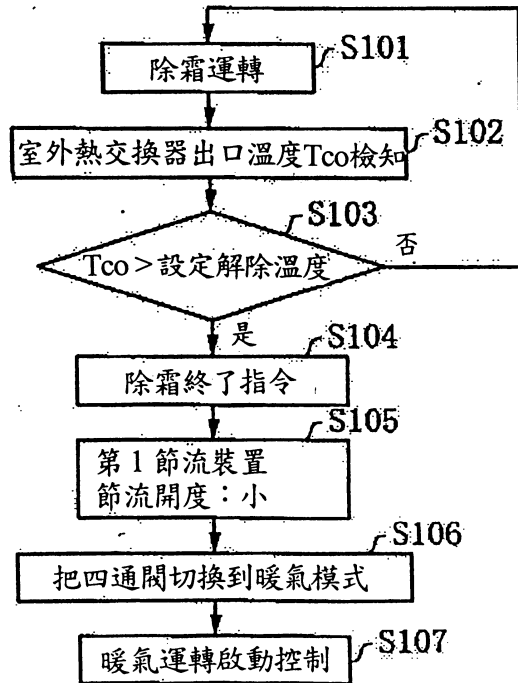 S101
除霜運轉
S102
室外熱交換器出口溫度Tco檢知
S103
Tco＞設定解除溫度
否
是
S104
除霜終了指令
S105
第1節流裝置
節流開度：小
S106
把四通閥切換到暖氣模式
S107
暖氣運轉啟動控制